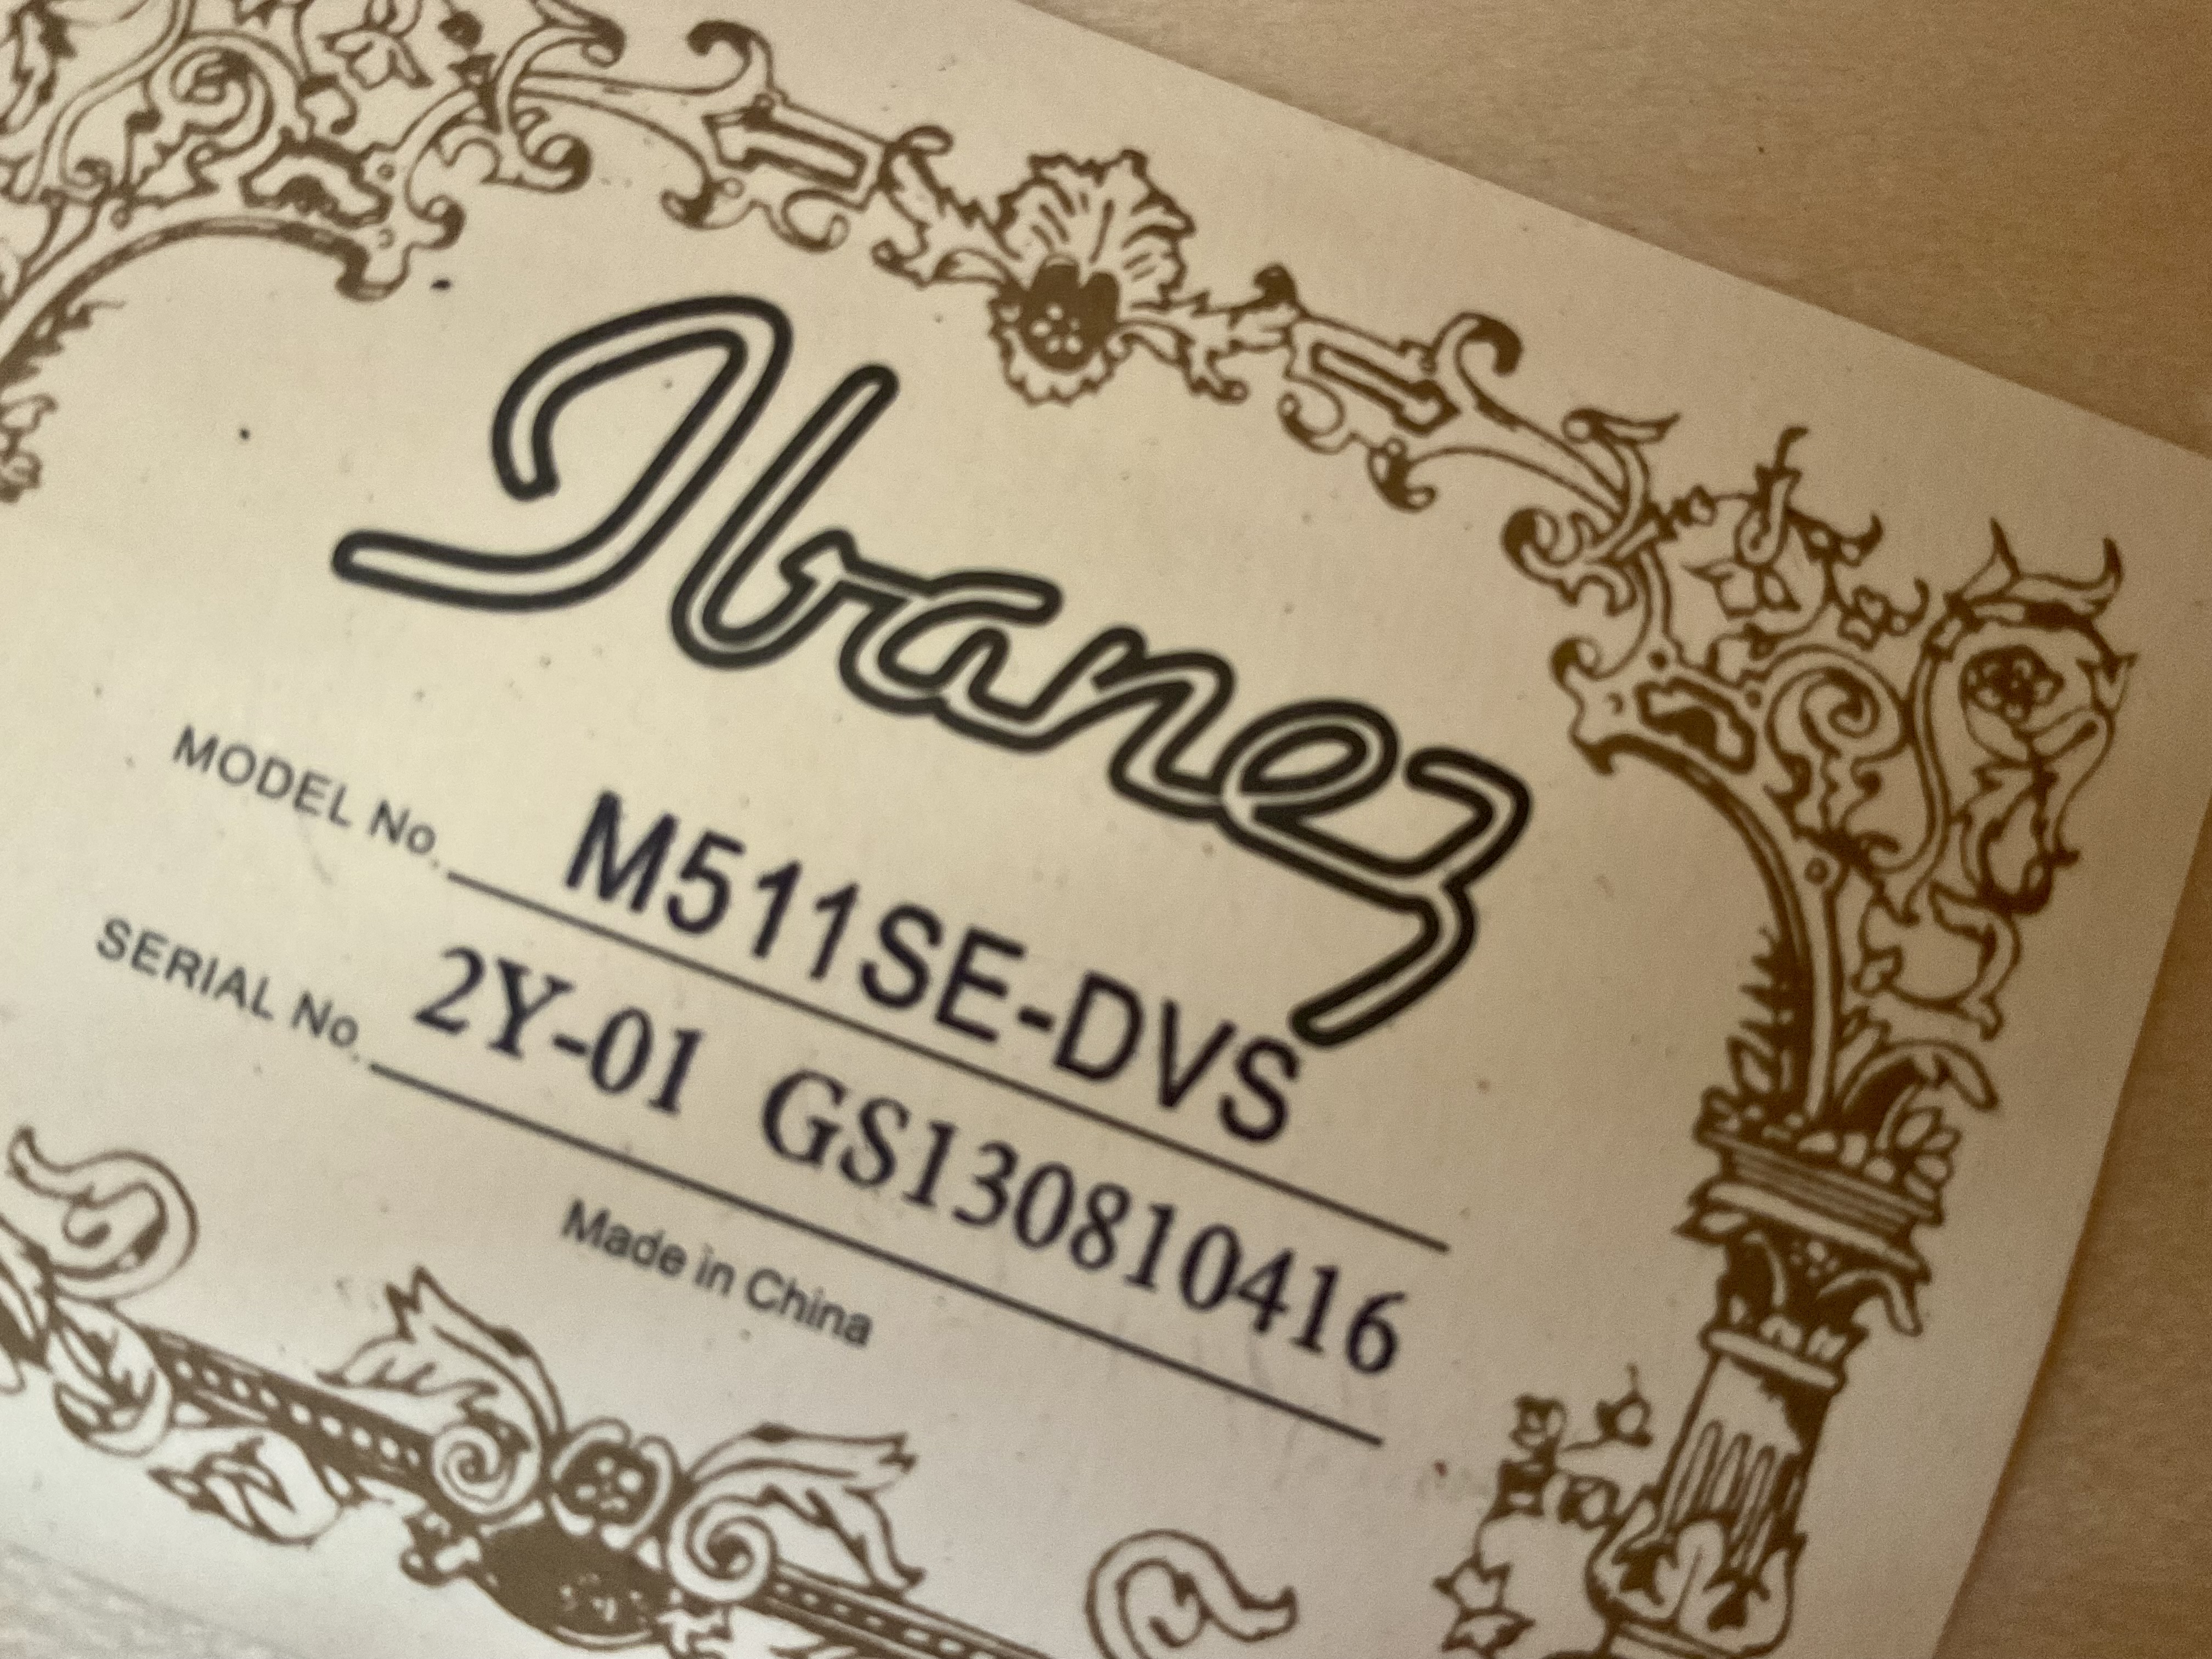 Ibanez
MODEL No. M511SE-DVS
SERIAL No. 2Y-01 GS130810416
Made in China